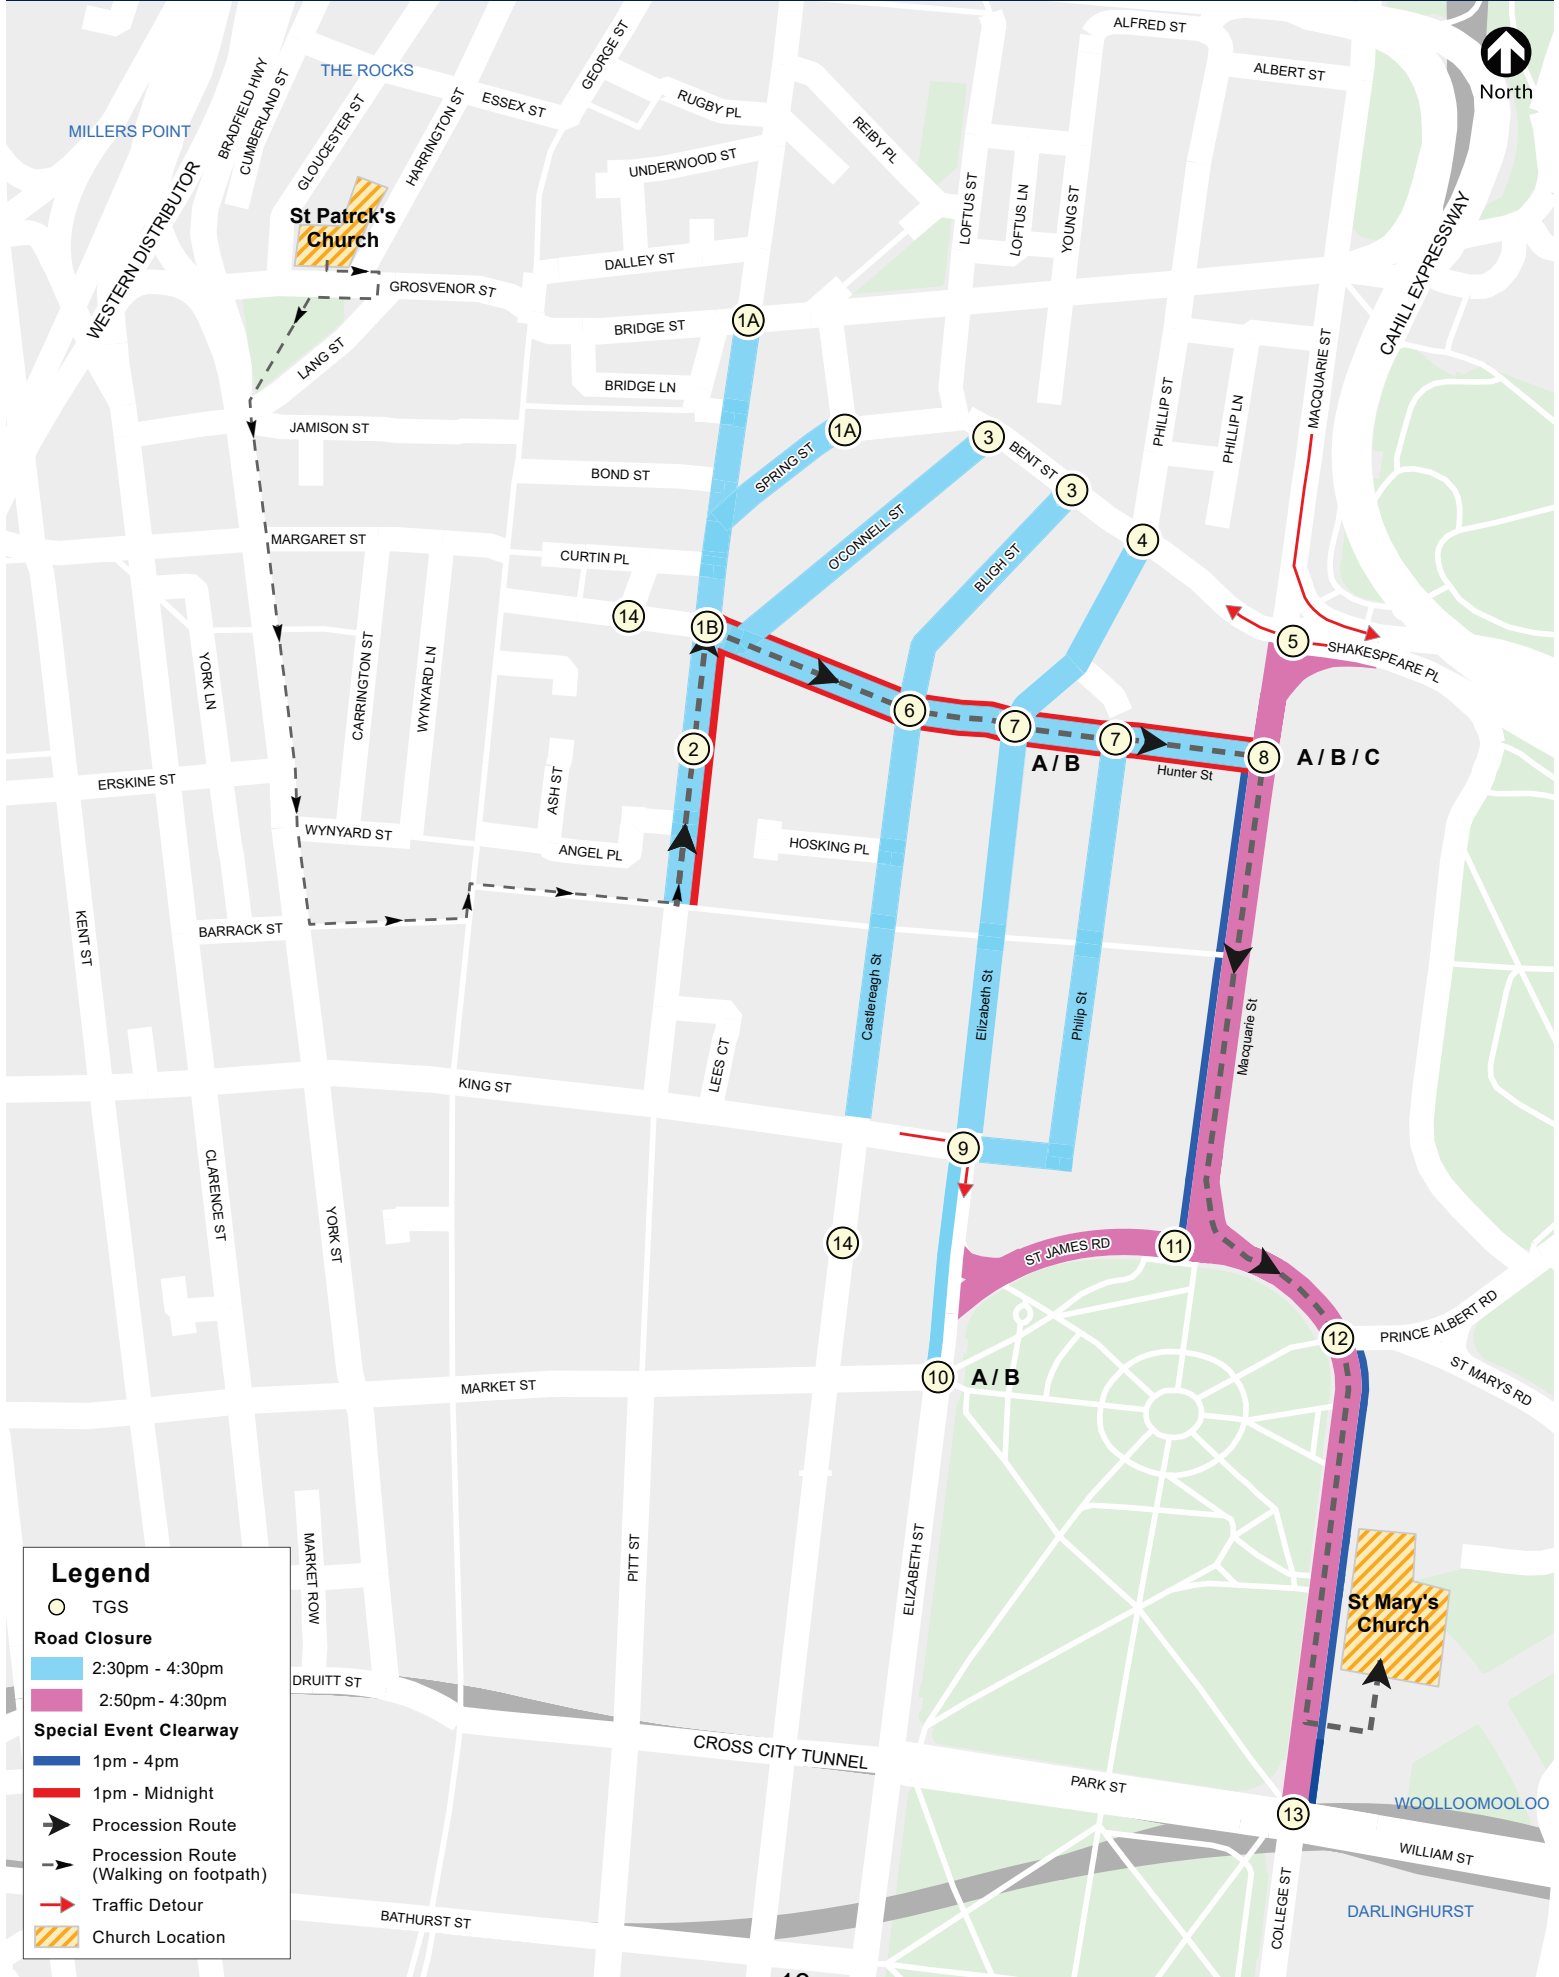 ALFRED ST
ALBERT ST
North
THE ROCKS
MILLERS POINT
BRADFIELD HWY
CUMBERLAND ST
GLOUCESTER ST
HARRINGTON ST
ESSEX ST
GEORGE ST
RUGBY PL
REIBY PL
UNDERWOOD ST
LOFTUS ST
LOFTUS LN
YOUNG ST
WESTERN DISTRIBUTOR
CAHILL EXPRESSWAY
St Patrck's
Church
DALLEY ST
GROSVENOR ST
BRIDGE ST
1A
LANG ST
BRIDGE LN
MACQUARIE ST
PHILLIP ST
PHILLIP LN
JAMISON ST
1A
3
BENT ST
BOND ST
SPRING ST
3
O'CONNELL ST
MARGARET ST
CURTIN PL
BLIGH ST
4
14
1B
5
SHAKESPEARE PL
YORK LN
CARRINGTON ST
WYNYARD LN
6
7
7
2
A / B
8
A / B / C
Hunter St
ERSKINE ST
ASH ST
WYNYARD ST
ANGEL PL
HOSKING PL
KENT ST
BARRACK ST
Castlereagh St
Elizabeth St
Philip St
Macquarie St
LEES CT
KING ST
9
CLARENCE ST
YORK ST
14
ST JAMES RD
11
12
PRINCE ALBERT RD
ST MARYS RD
MARKET ST
10
A / B
MARKET ROW
PITT ST
ELIZABETH ST
St Mary's
Church
Legend
TGS
Road Closure
2:30pm - 4:30pm
2:50pm - 4:30pm
Special Event Clearway
1pm - 4pm
1pm - Midnight
Procession Route
Procession Route
(Walking on footpath)
Traffic Detour
Church Location
DRUITT ST
CROSS CITY TUNNEL
PARK ST
WOOLLOOMOOLOO
13
WILLIAM ST
COLLEGE ST
DARLINGHURST
BATHURST ST